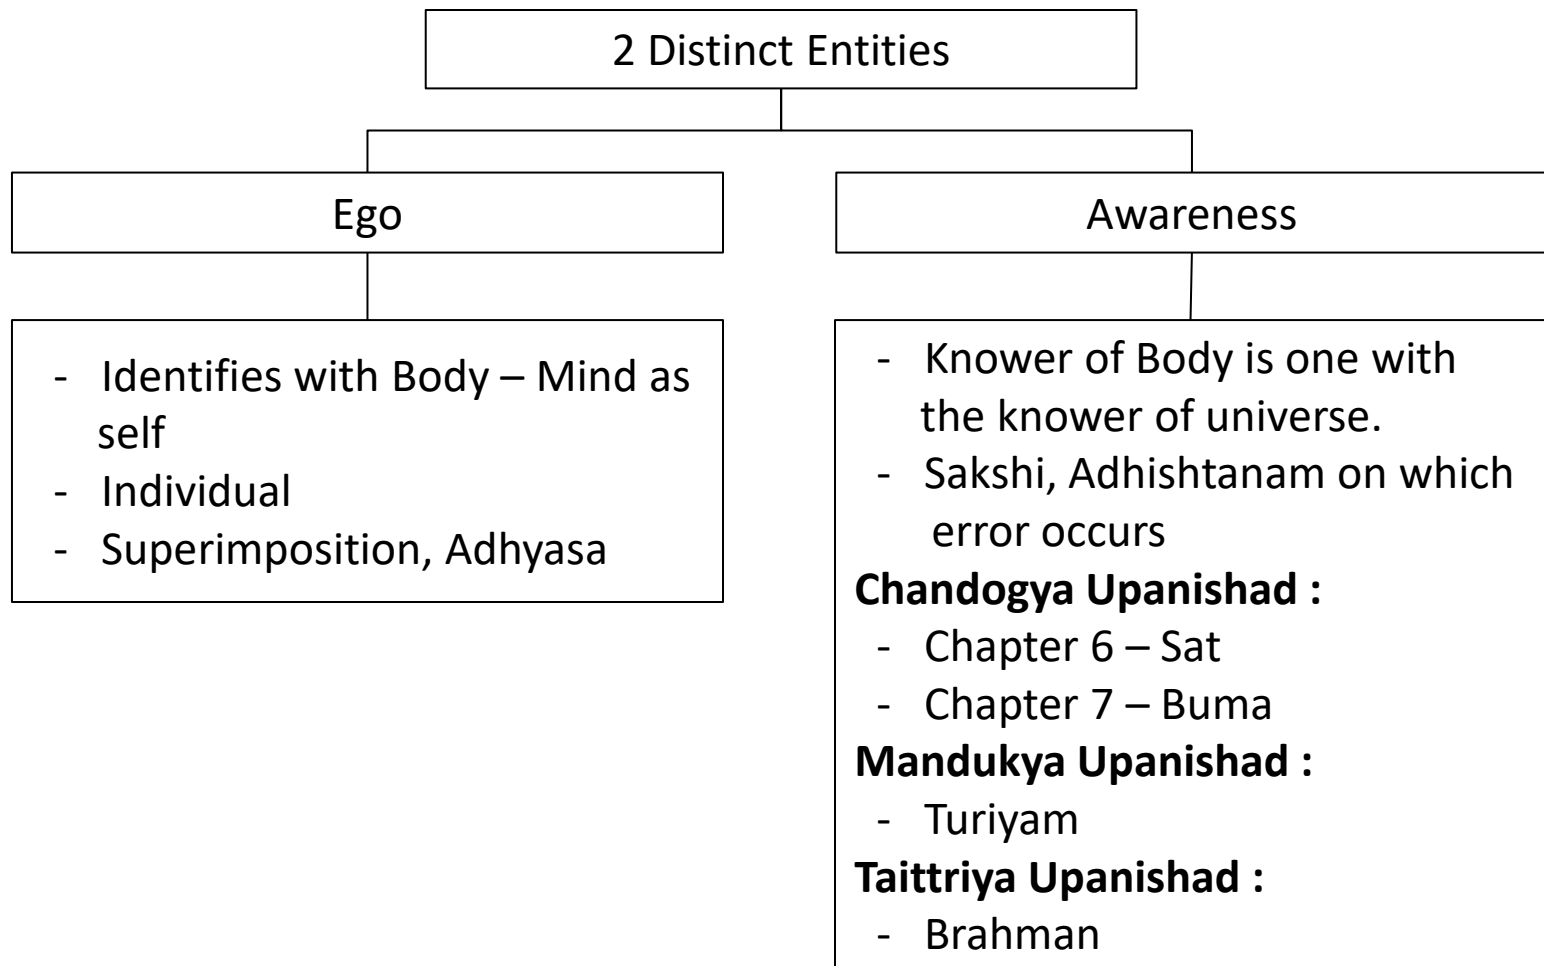 2 Distinct Entities
Ego
- Identifies with Body – Mind as
self
- Individual
- Superimposition, Adhyasa
Awareness
- Knower of Body is one with
the knower of universe.
- Sakshi, Adhishtanam on which
error occurs
Chandogya Upanishad :
- Chapter 6 – Sat
- Chapter 7 – Buma
Mandukya Upanishad :
- Turiyam
Taittriya Upanishad :
- Brahman